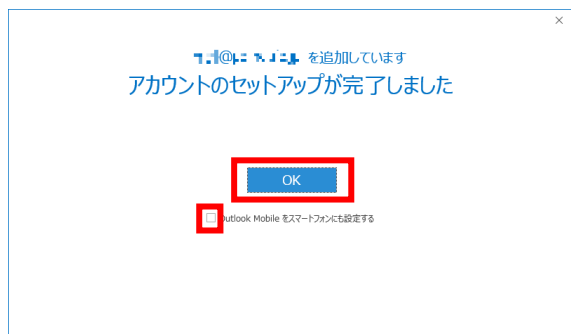 @ を追加しています
アカウントのセットアップが完了しました
OK
Outlook Mobile をスマートフォンにも設定する